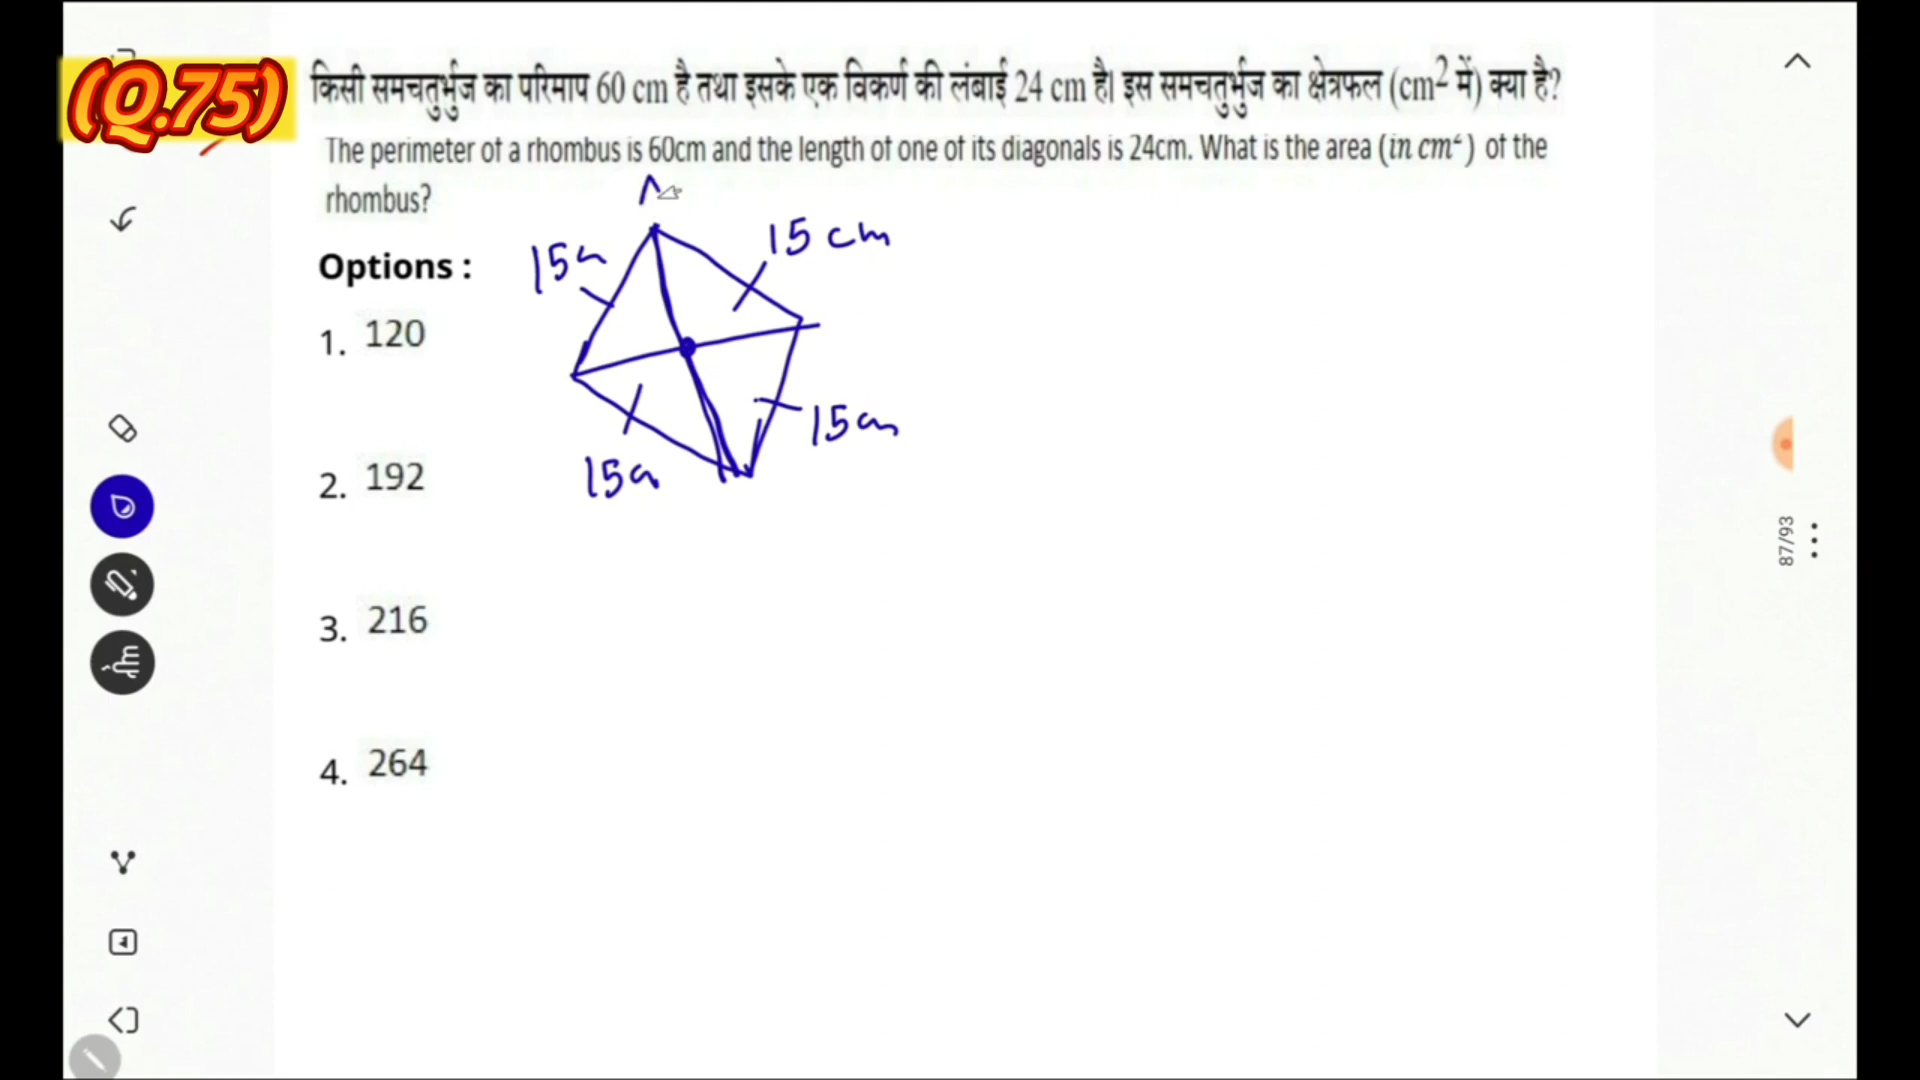 (Q.75)
किसी समचतुर्भुज का परिमाप 60 cm है तथा इसके एक विकर्ण की लंबाई 24 cm है। इस समचतुर्भुज का क्षेत्रफल (cm² में) क्या है?
The perimeter of a rhombus is 60cm and the length of one of its diagonals is 24cm. What is the area (in cm²) of the
rhombus?
15 cm
15cm
Options :
1. 120
15cm
15cm
2. 192
87/93
3. 216
4. 264